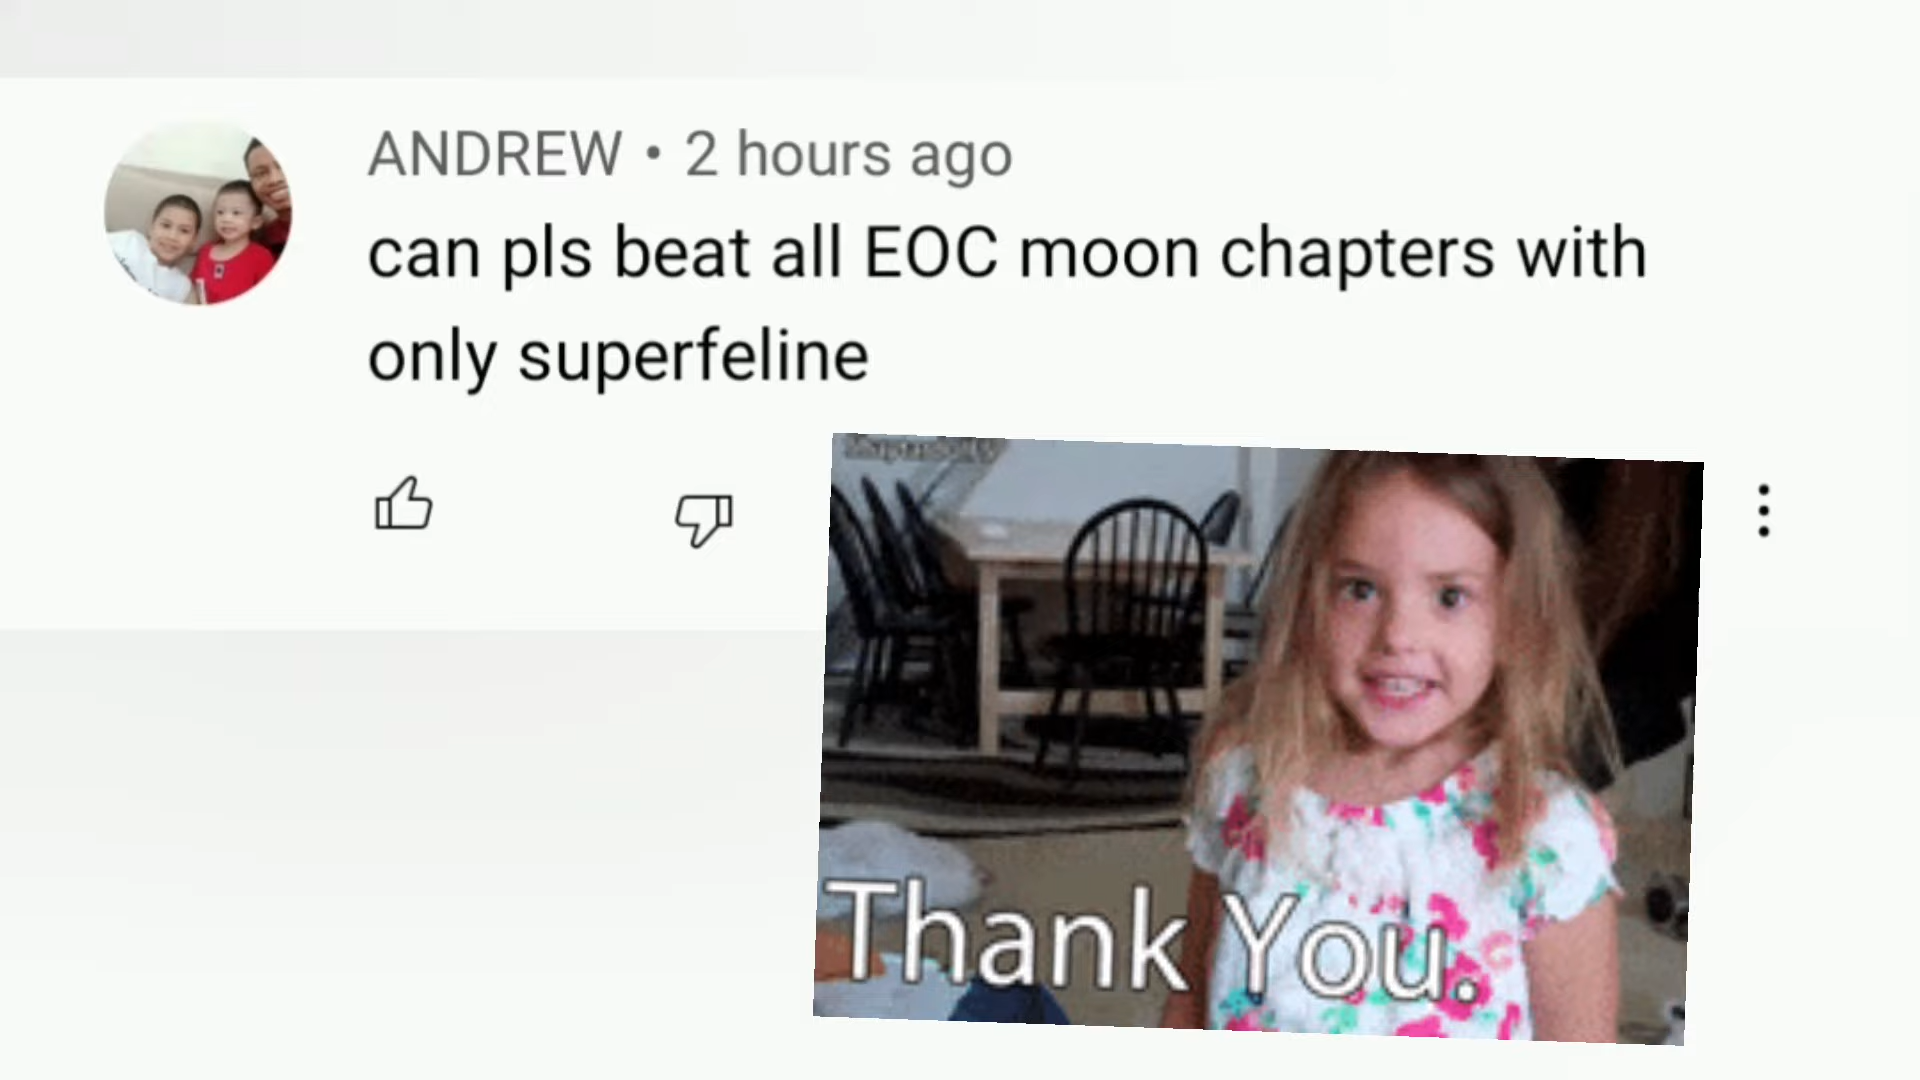 ANDREW • 2 hours ago
can pls beat all EOC moon chapters with
only superfeline
Thank You.